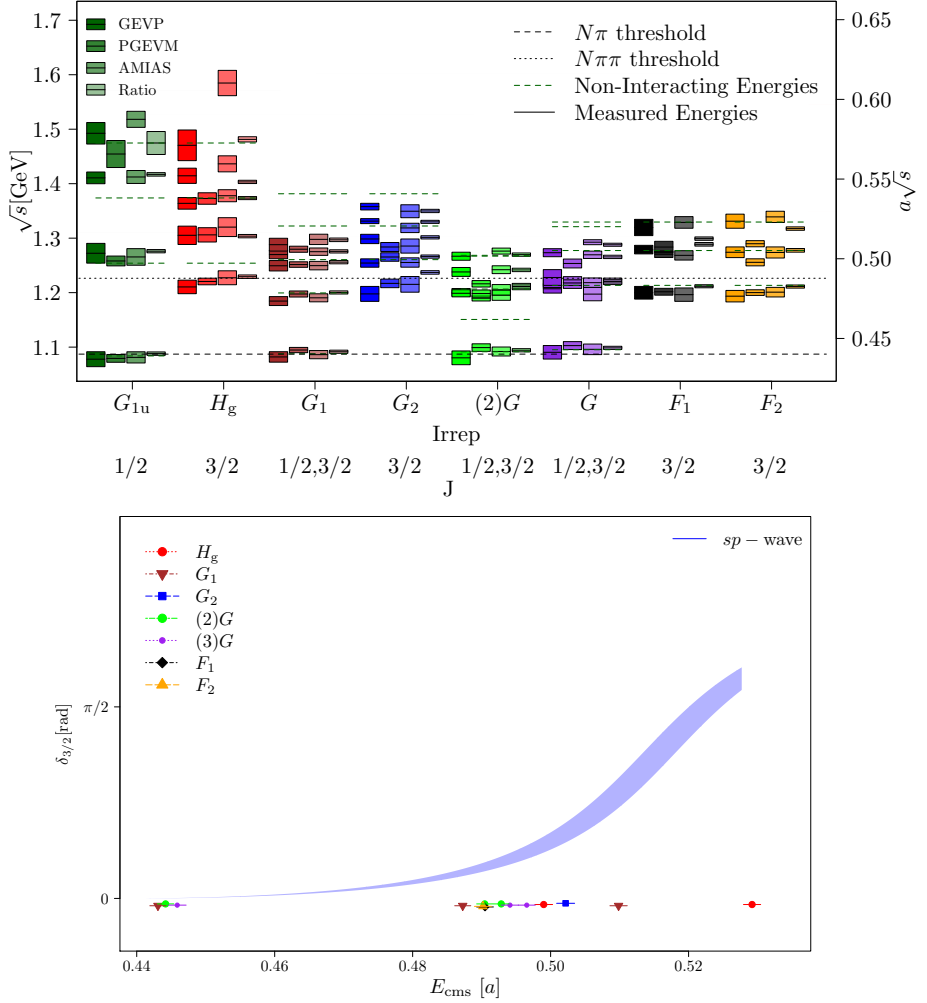 1.7
1.6
1.5
1.4
1.3
1.2
1.1
√s[GeV]
GEVP
PGEVM
AMIAS
Ratio
Nπ threshold
Nππ threshold
Non-Interacting Energies
Measured Energies
0.65
0.60
0.55
0.50
0.45
a√s
G₁ᵤ H_g G₁ G₂ (2)G G F₁ F₂
Irrep
1/2 3/2 1/2,3/2 3/2 1/2,3/2 1/2,3/2 3/2 3/2
J
H_g
G₁
G₂
(2)G
(3)G
F₁
F₂
sp − wave
π/2
0
δ₃/₂[rad]
0.44 0.46 0.48 0.50 0.52
E_cms [a]